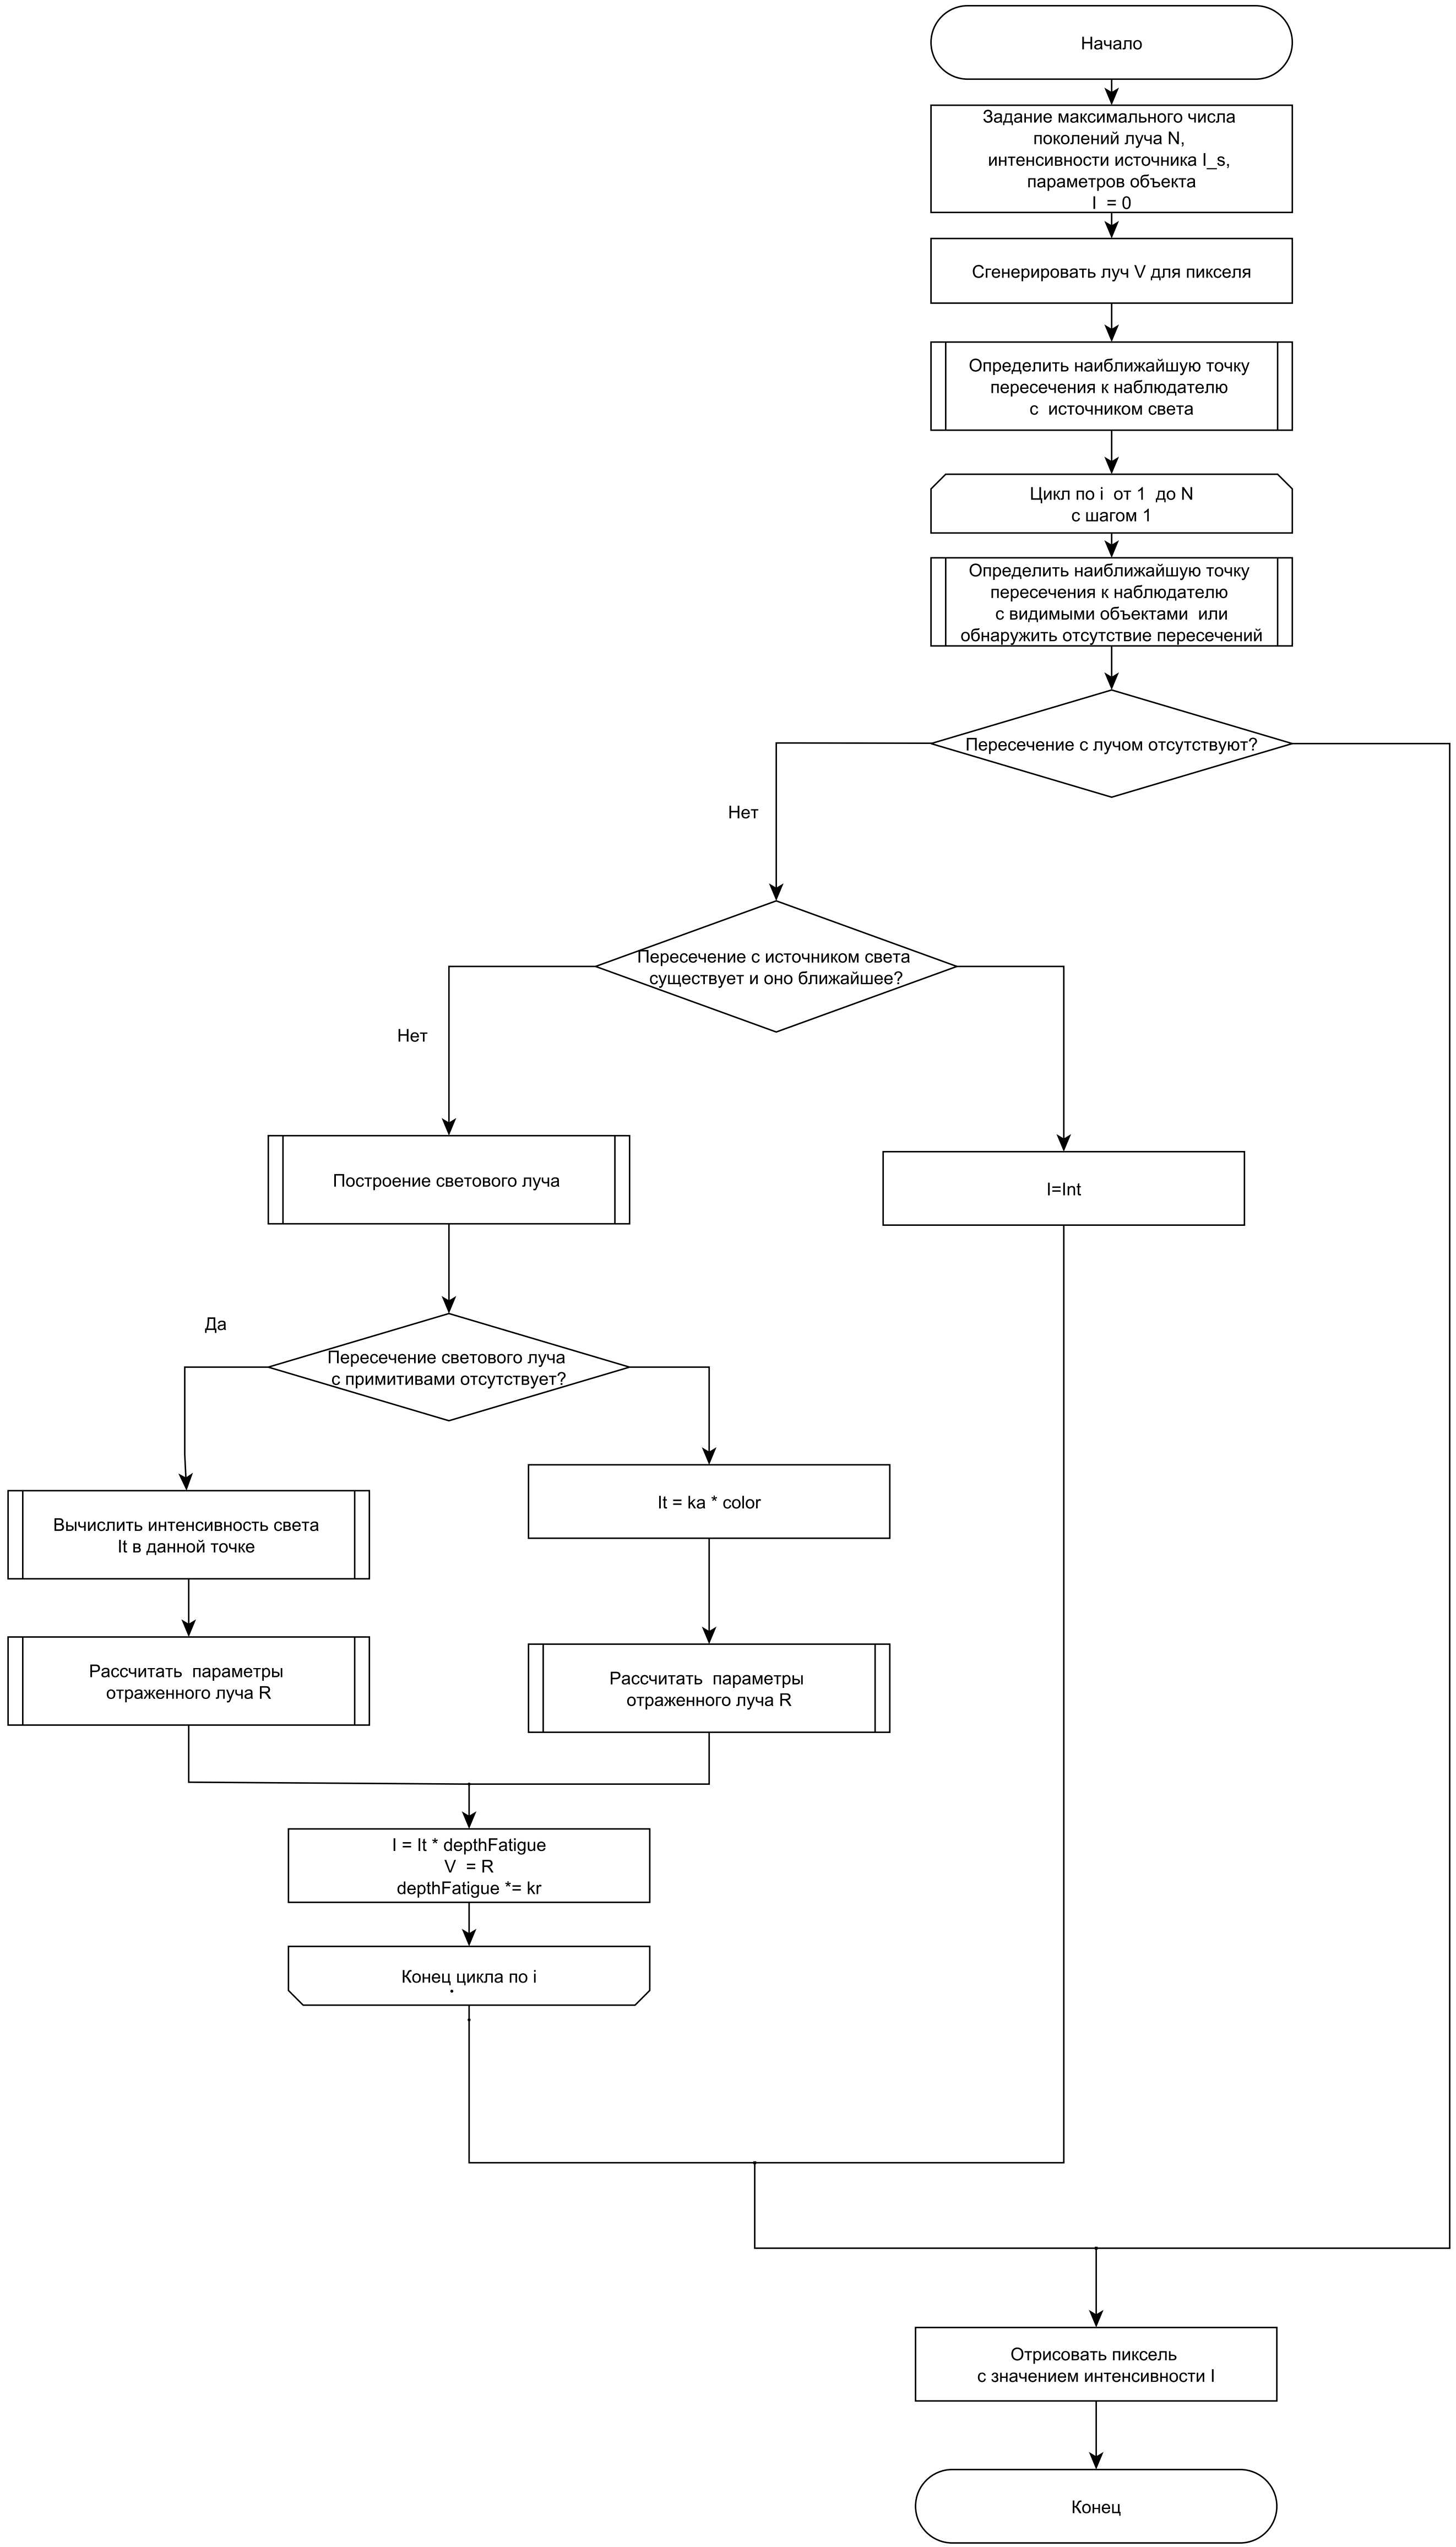 Начало
Задание максимального числа
поколений луча N,
интенсивности источника I_s,
параметров объекта
I = 0
Сгенерировать луч V для пикселя
Определить наиближайшую точку
пересечения к наблюдателю
с источником света
Цикл по i от 1 до N
с шагом 1
Определить наиближайшую точку
пересечения к наблюдателю
с видимыми объектами или
обнаружить отсутствие пересечений
Пересечение с лучом отсутствуют?
Нет
Пересечение с источником света
существует и оно ближайшее?
Нет
Построение светового луча
I=Int
Да
Пересечение светового луча
с примитивами отсутствует?
It = ka * color
Вычислить интенсивность света
It в данной точке
Рассчитать параметры
отраженного луча R
Рассчитать параметры
отраженного луча R
I = It * depthFatigue
V = R
depthFatigue *= kr
Конец цикла по i
Отрисовать пиксель
с значением интенсивности I
Конец